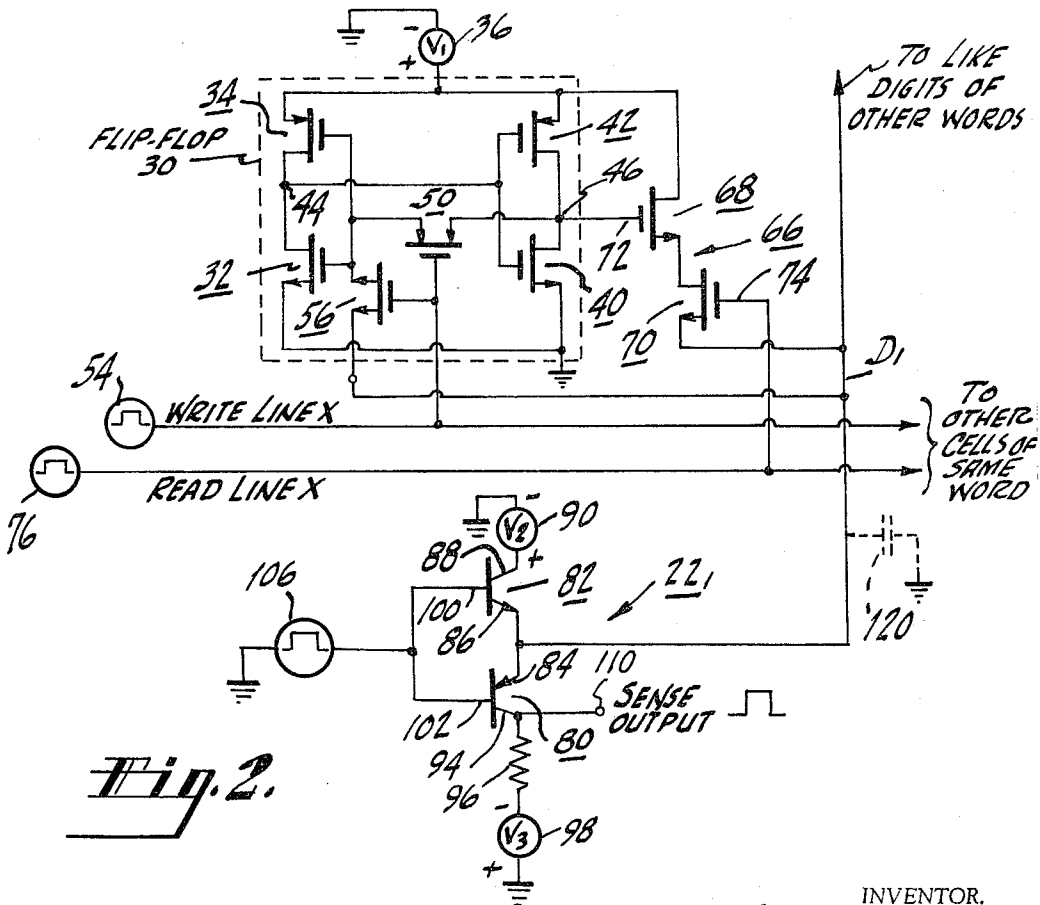 36
V1
- +
TO LIKE
DIGITS OF
OTHER WORDS
34
42
FLIP-FLOP
30
46
44
50
68
72
66
32
74
56
40
70
D1
54
WRITE LINE X
TO
OTHER
CELLS OF
SAME
WORD
READ LINE X
76
- 
90
V2
+
88
82
221
106
100
86
120
84
110
SENSE
OUTPUT
102
94
80
96
-
V3
98
+
Fig. 2.
INVENTOR.